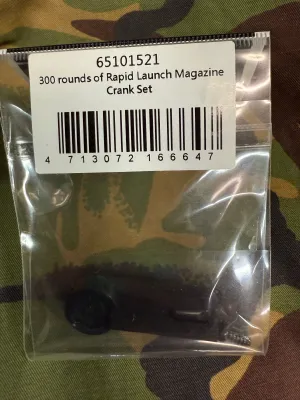 65101521
300 rounds of Rapid Launch Magazine
Crank Set
4 713072 166647